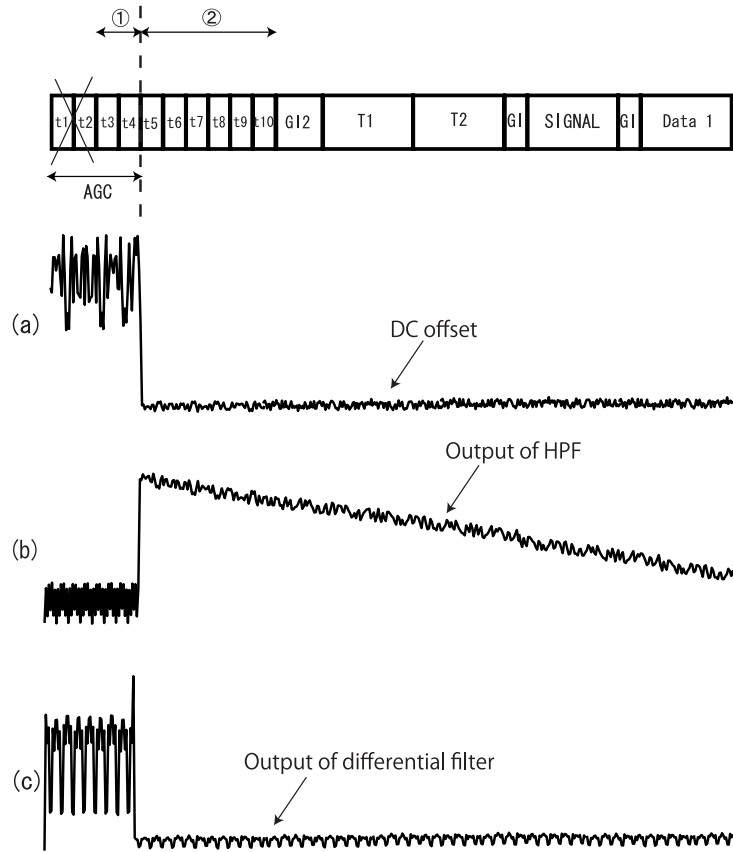 ① ②
t1 t2 t3 t4 t5 t6 t7 t8 t9 t10 GI2 T1 T2 GI SIGNAL GI Data 1
AGC
(a)
DC offset
Output of HPF
(b)
Output of differential filter
(c)